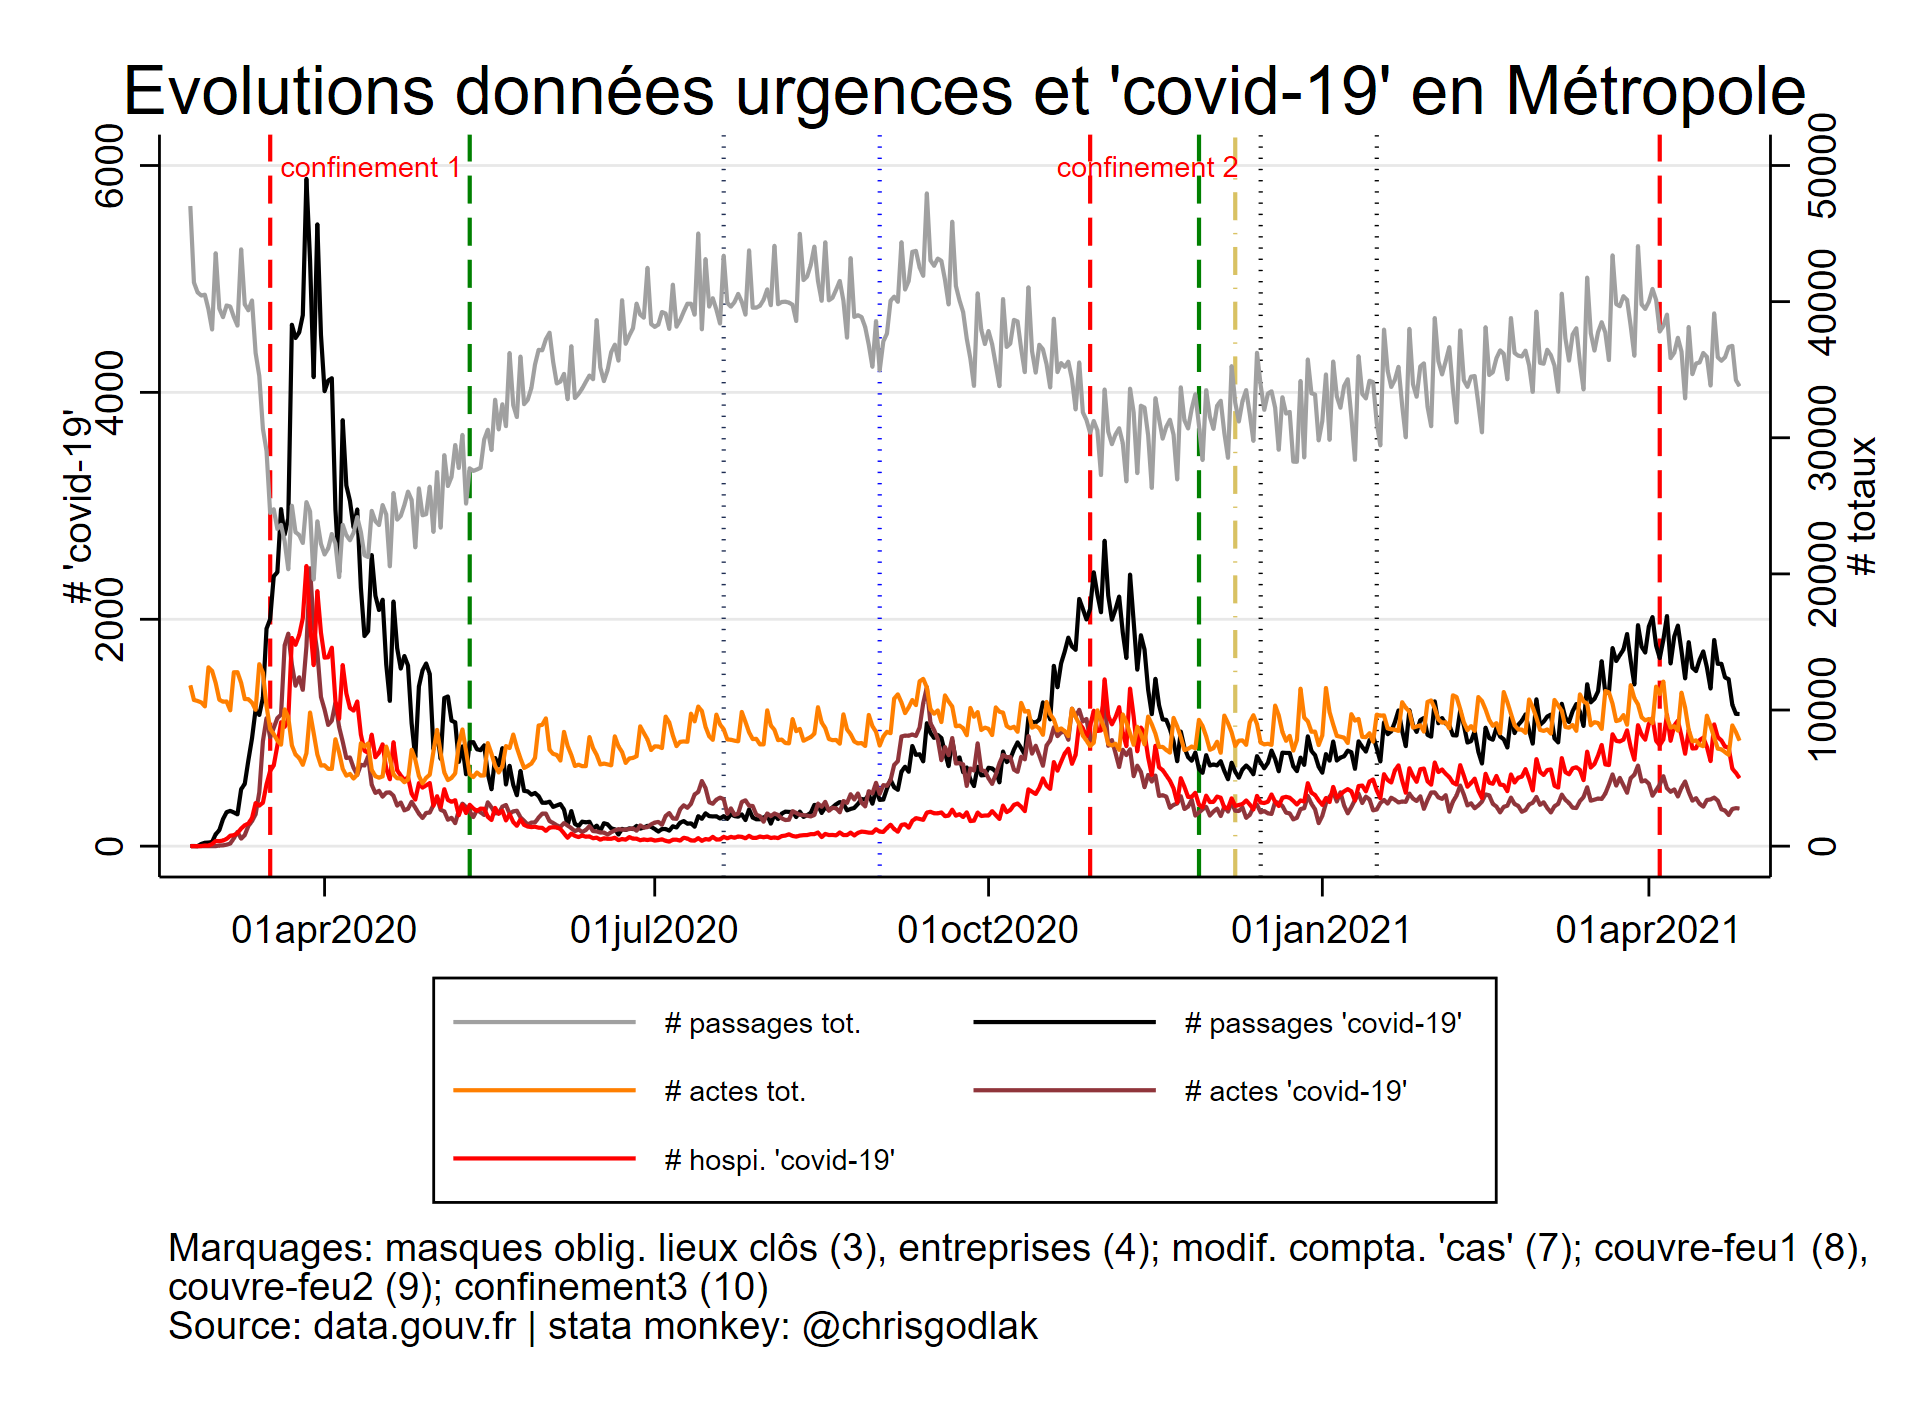 Evolutions données urgences et 'covid-19' en Métropole
confinement 1
confinement 2
# 'covid-19'
6000
4000
2000
0
# totaux
50000
40000
30000
20000
10000
0
01apr2020
01jul2020
01oct2020
01jan2021
01apr2021
# passages tot.
# passages 'covid-19'
# actes tot.
# actes 'covid-19'
# hospi. 'covid-19'
Marquages: masques oblig. lieux clôs (3), entreprises (4); modif. compta. 'cas' (7); couvre-feu1 (8),
couvre-feu2 (9); confinement3 (10)
Source: data.gouv.fr | stata monkey: @chrisgodlak